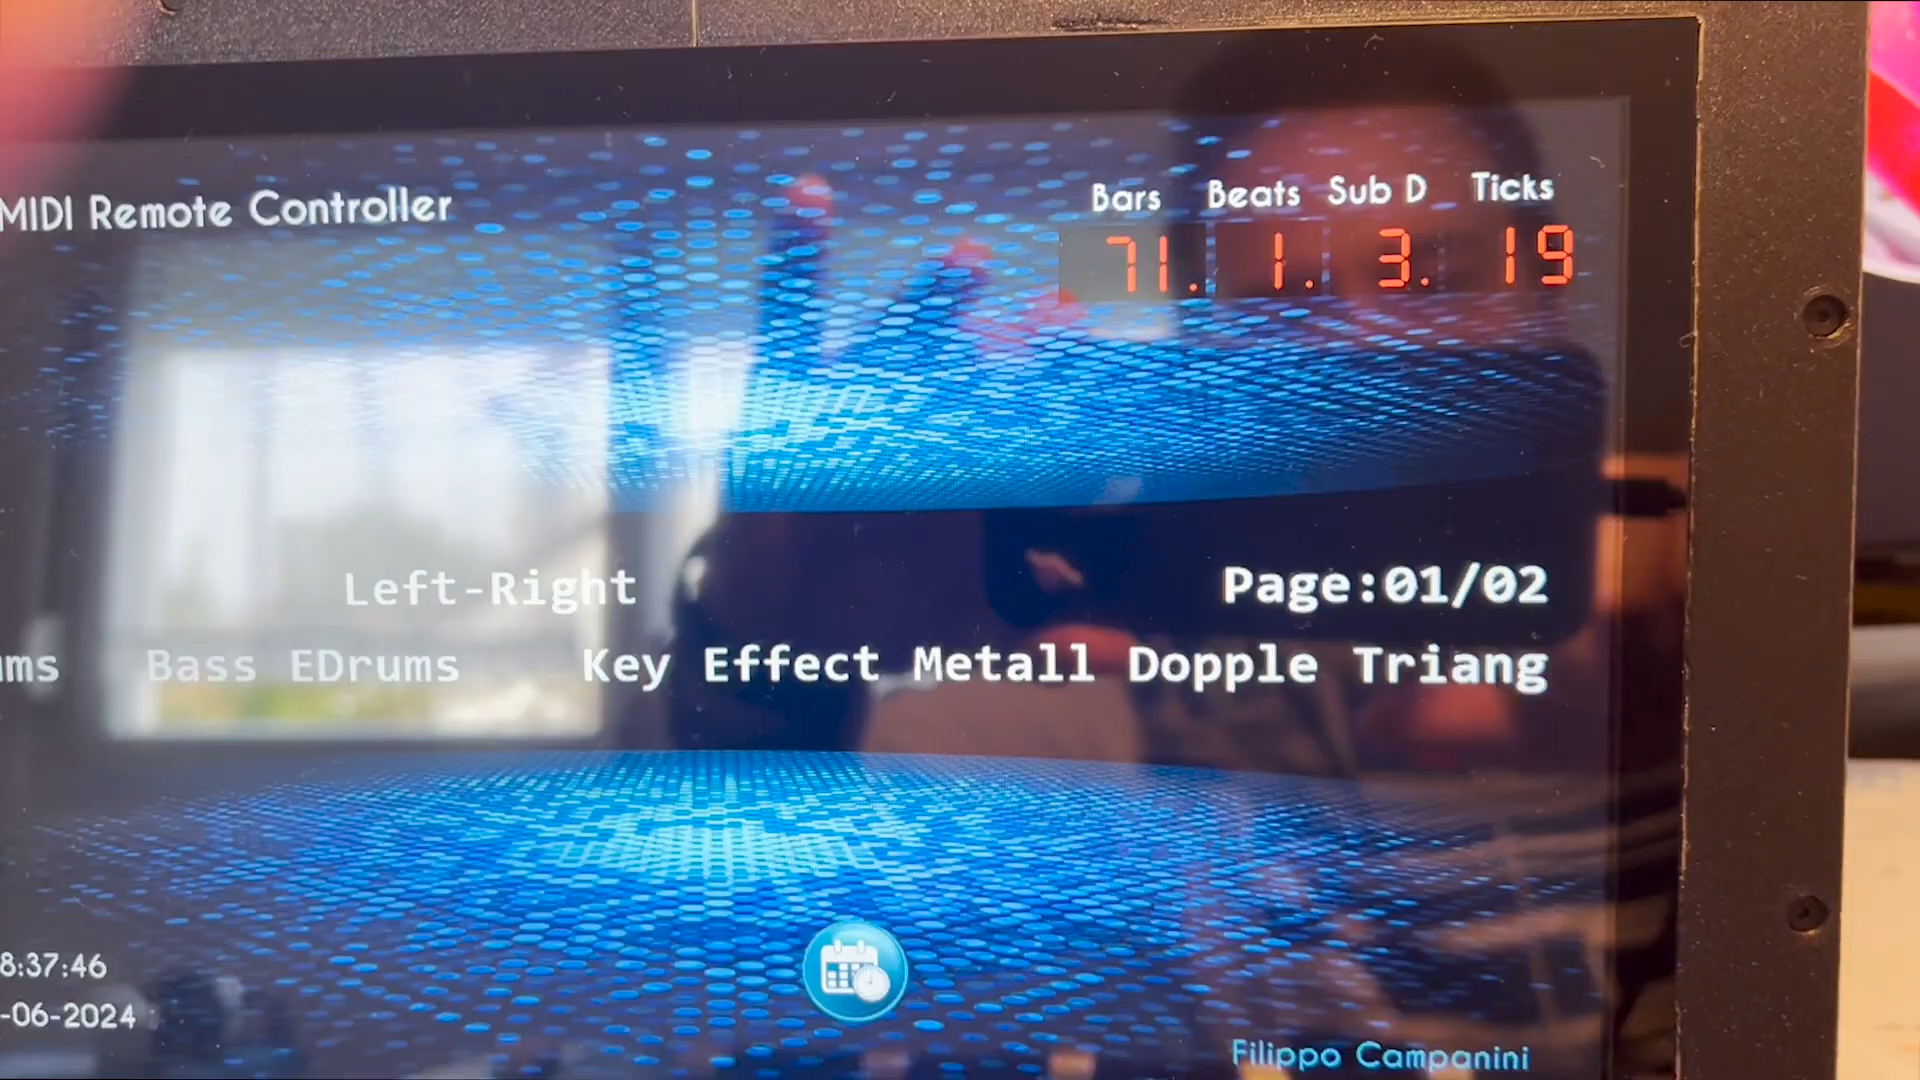 MIDI Remote Controller
Bars Beats Sub D Ticks
71. 1. 3. 19
Left-Right Page:01/02
Bass EDrums Key Effect Metall Dopple Triang
8:37:46
-06-2024
Filippo Campanini